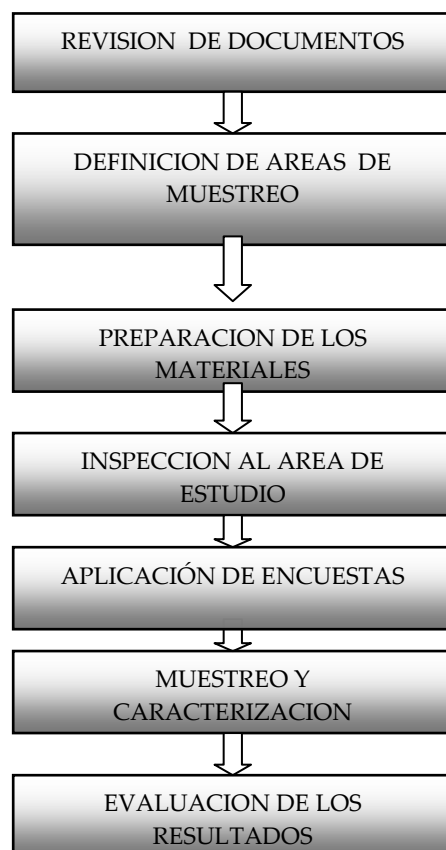 REVISION DE DOCUMENTOS
DEFINICION DE AREAS DE
MUESTREO
PREPARACION DE LOS
MATERIALES
INSPECCION AL AREA DE
ESTUDIO
APLICACIÓN DE ENCUESTAS
MUESTREO Y
CARACTERIZACION
EVALUACION DE LOS
RESULTADOS